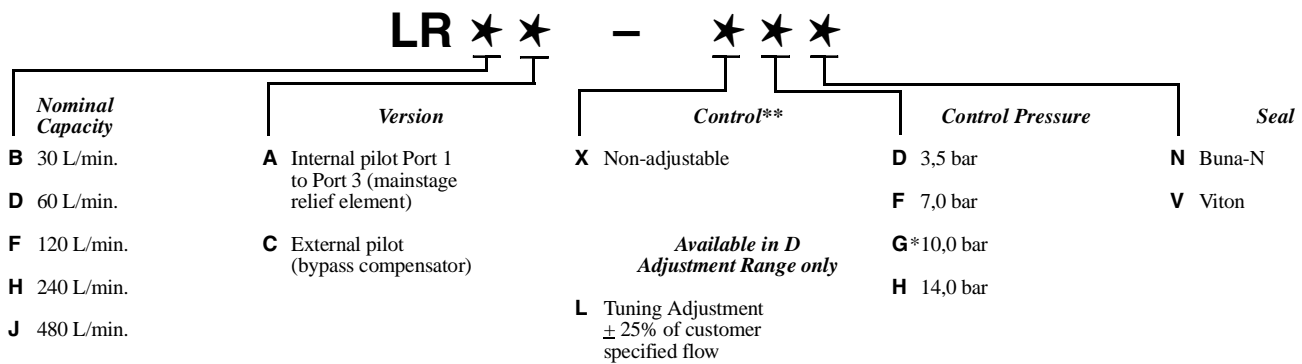 LR ★ ★ – ★ ★ ★
Nominal
Capacity
B 30 L/min.
D 60 L/min.
F 120 L/min.
H 240 L/min.
J 480 L/min.
Version
A Internal pilot Port 1
to Port 3 (mainstage
relief element)
C External pilot
(bypass compensator)
Control**
X Non-adjustable
Available in D
Adjustment Range only
L Tuning Adjustment
± 25% of customer
specified flow
Control Pressure
D 3,5 bar
F 7,0 bar
G*10,0 bar
H 14,0 bar
Seal
N Buna-N
V Viton